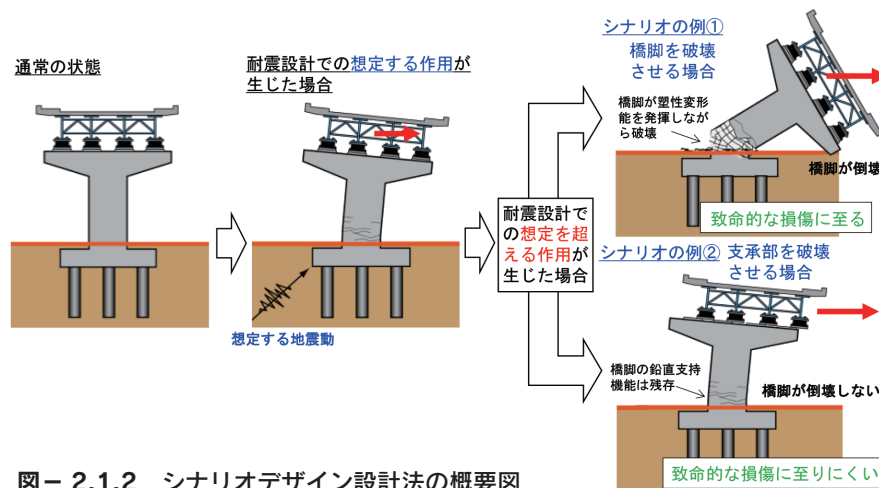 通常の状態
耐震設計での想定する作用が
生じた場合
想定する地震動
耐震設計で
の想定を超
える作用が
生じた場合
シナリオの例①
橋脚を破壊
させる場合
橋脚が塑性変形
能を発揮しなが
ら破壊
橋脚が倒壊
致命的な損傷に至る
シナリオの例② 支承部を破壊
させる場合
橋脚の鉛直支持
機能は残存
橋脚が倒壊しない
致命的な損傷に至りにくい
図－2.1.2 シナリオデザイン設計法の概要図